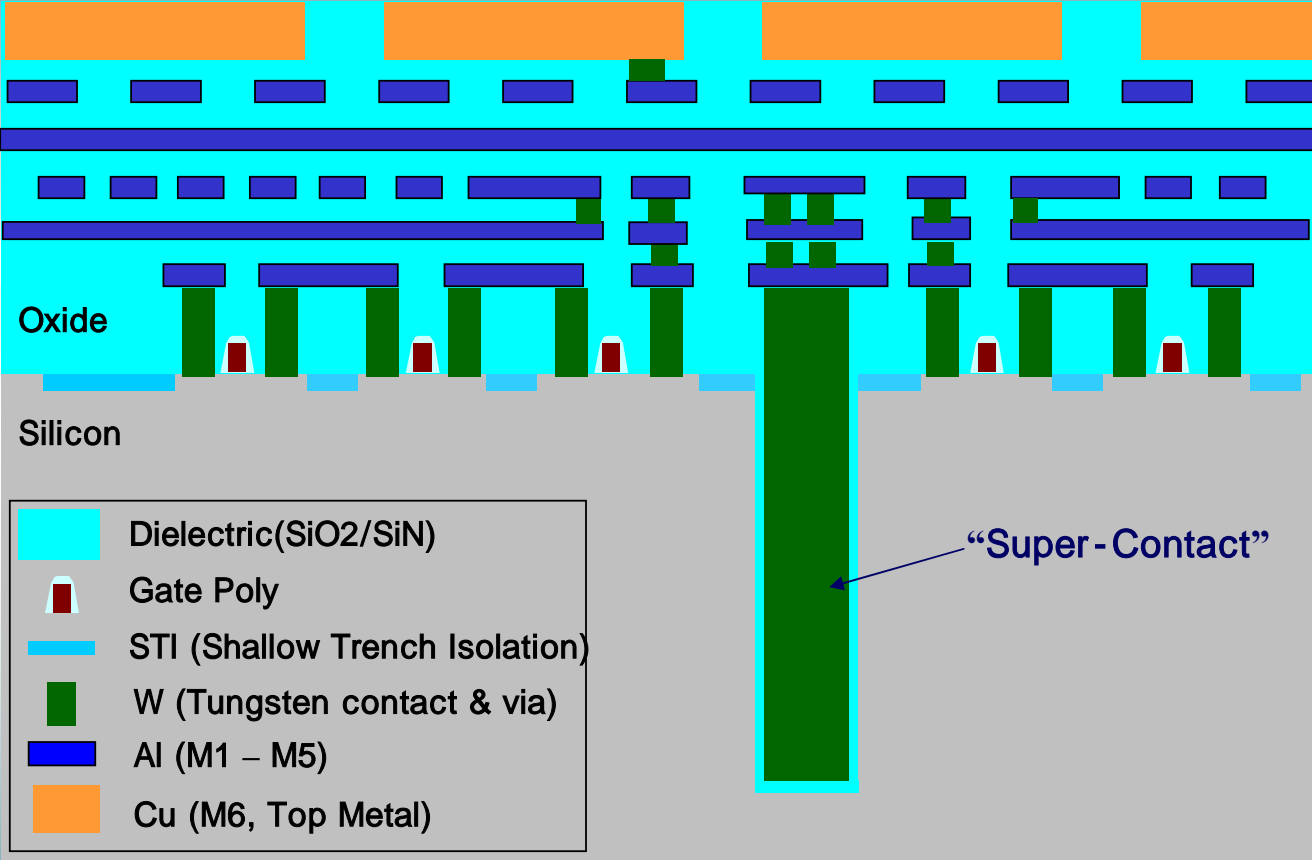 Oxide
Silicon
Dielectric(SiO2/SiN)
Gate Poly
STI (Shallow Trench Isolation)
W (Tungsten contact & via)
Al (M1 – M5)
Cu (M6, Top Metal)
“Super-Contact”